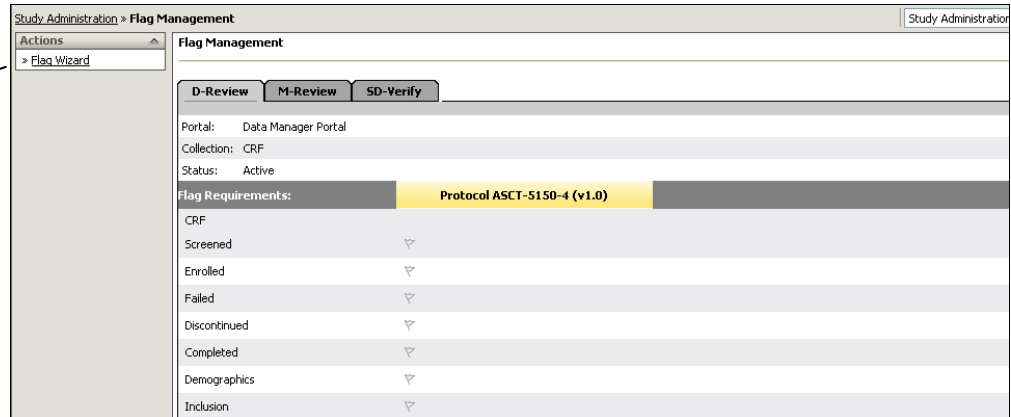 Study Administration » Flag Management
Study Administration
Actions
» Flag Wizard
Flag Management
D-Review M-Review SD-Verify
Portal: Data Manager Portal
Collection: CRF
Status: Active
Flag Requirements: Protocol ASCT-5150-4 (v1.0)
CRF
Screened
Enrolled
Failed
Discontinued
Completed
Demographics
Inclusion